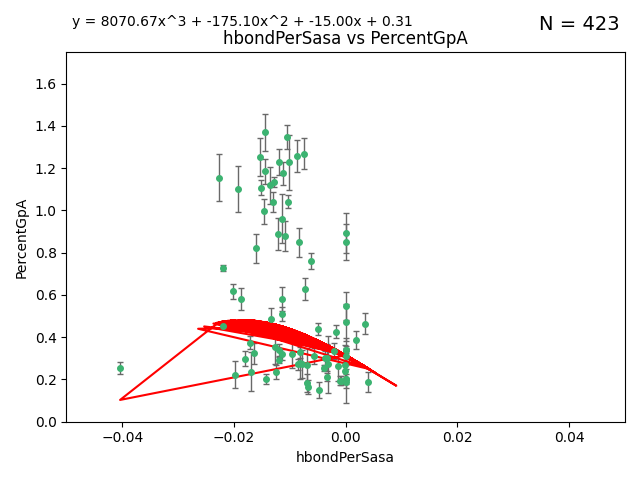 y = 8070.67x^3 + -175.10x^2 + -15.00x + 0.31
N = 423
hbondPerSasa vs PercentGpA
PercentGpA
1.6
1.4
1.2
1.0
0.8
0.6
0.4
0.2
0.0
−0.04
−0.02
0.00
0.02
0.04
hbondPerSasa